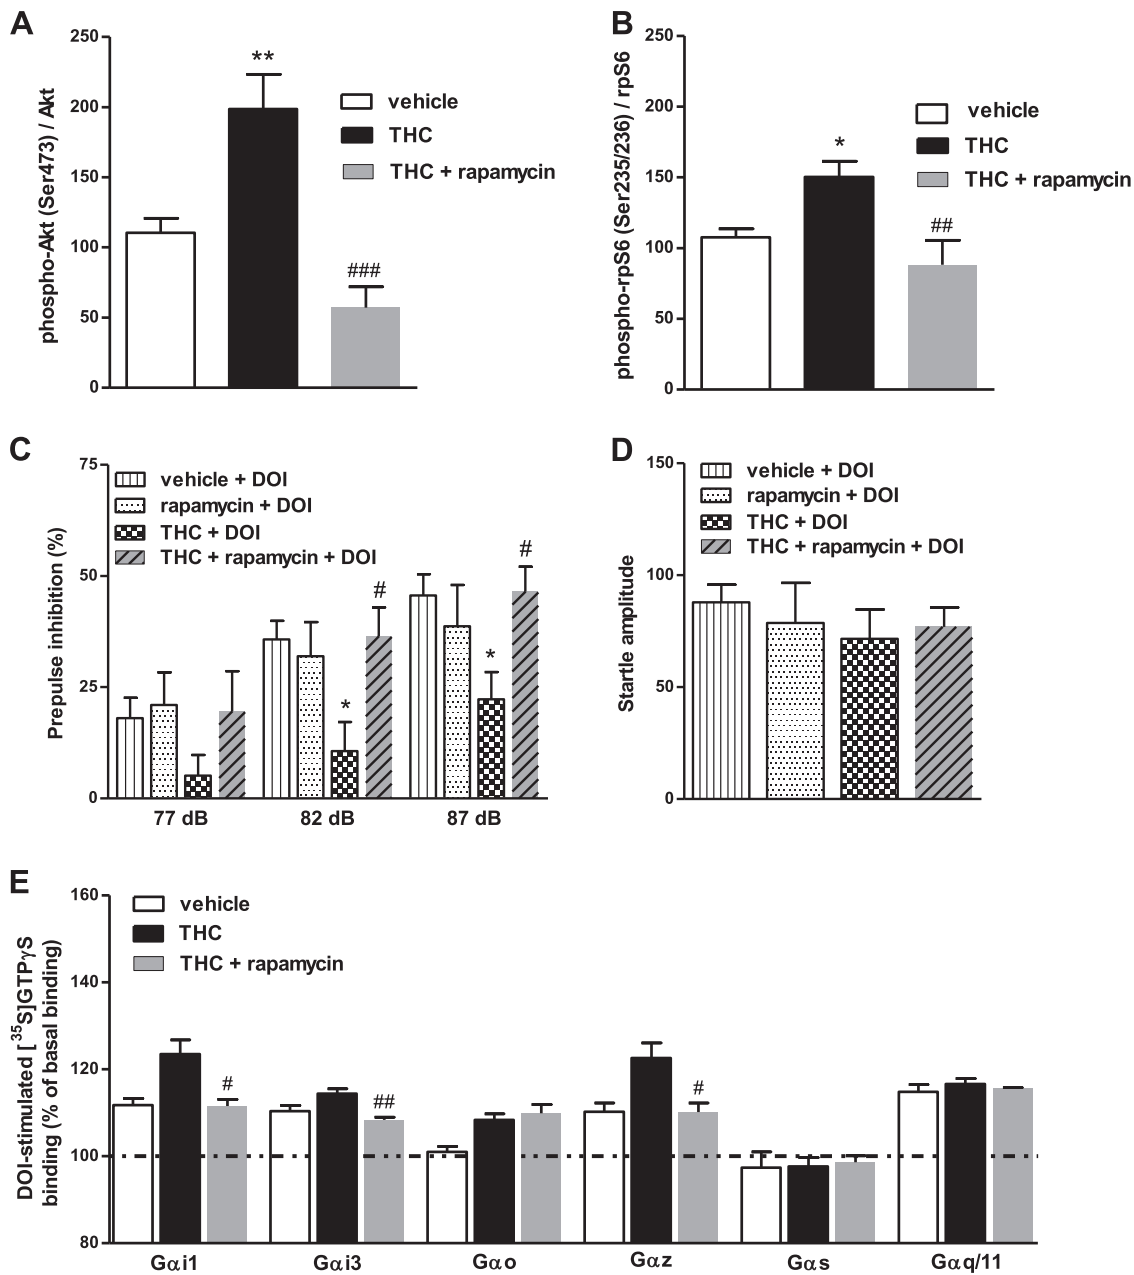 A
phospho-Akt (Ser473) / Akt
250
200
150
100
50
0
**
###
vehicle
THC
THC + rapamycin
B
phospho-rpS6 (Ser235/236) / rpS6
250
200
150
100
50
0
*
##
vehicle
THC
THC + rapamycin
C
Prepulse inhibition (%)
75
50
25
0
vehicle + DOI
rapamycin + DOI
THC + DOI
THC + rapamycin + DOI
*
#
*
#
77 dB
82 dB
87 dB
D
Startle amplitude
150
100
50
0
vehicle + DOI
rapamycin + DOI
THC + DOI
THC + rapamycin + DOI
E
DOI-stimulated [35S]GTPγS
binding (% of basal binding)
160
140
120
100
80
vehicle
THC
THC + rapamycin
#
##
#
Gαi1
Gαi3
Gαo
Gαz
Gαs
Gαq/11